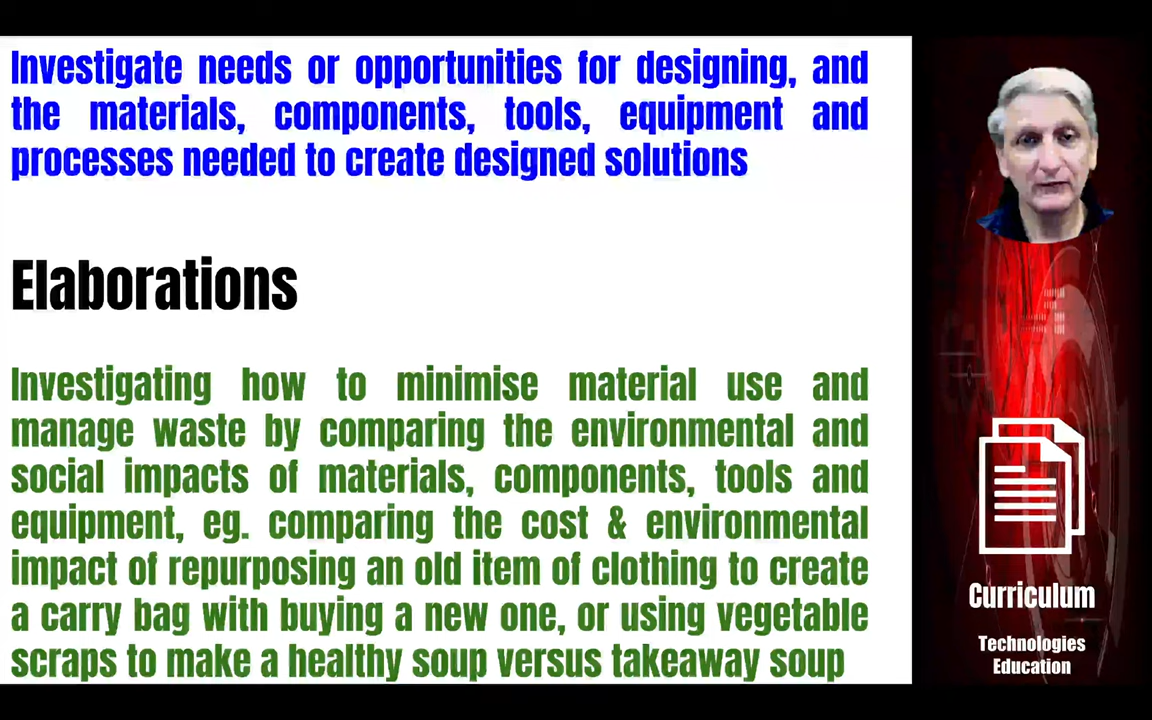 Investigate needs or opportunities for designing, and
the materials, components, tools, equipment and
processes needed to create designed solutions
Elaborations
Investigating how to minimise material use and
manage waste by comparing the environmental and
social impacts of materials, components, tools and
equipment, eg. comparing the cost & environmental
impact of repurposing an old item of clothing to create
a carry bag with buying a new one, or using vegetable
scraps to make a healthy soup versus takeaway soup
Curriculum
Technologies
Education